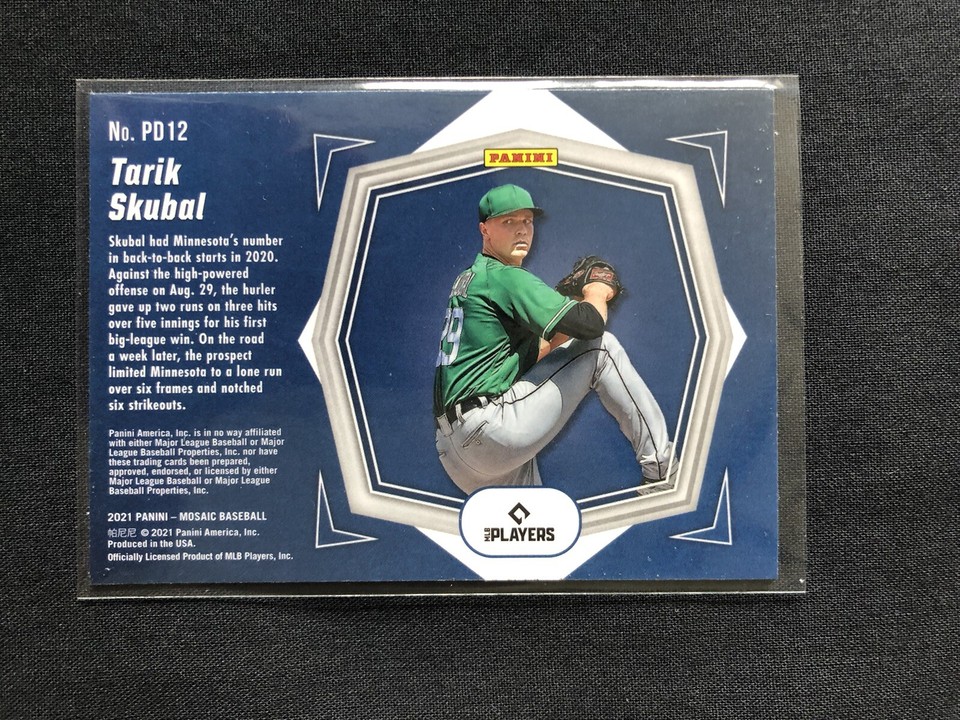 No. PD12
Tarik
Skubal
Skubal had Minnesota's number
in back-to-back starts in 2020.
Against the high-powered
offense on Aug. 29, the hurler
gave up two runs on three hits
over five innings for his first
big-league win. On the road
a week later, the prospect
limited Minnesota to a lone run
over six frames and notched
six strikeouts.
Panini America, Inc. is in no way affiliated
with either Major League Baseball or Major
League Baseball Properties, Inc. nor have
these trading cards been prepared,
approved, endorsed, or licensed by either
Major League Baseball or Major League
Baseball Properties, Inc.
2021 PANINI – MOSAIC BASEBALL
帕尼尼 © 2021 Panini America, Inc.
Produced in the USA.
Officially Licensed Product of MLB Players, Inc.
PANINI
MLB PLAYERS